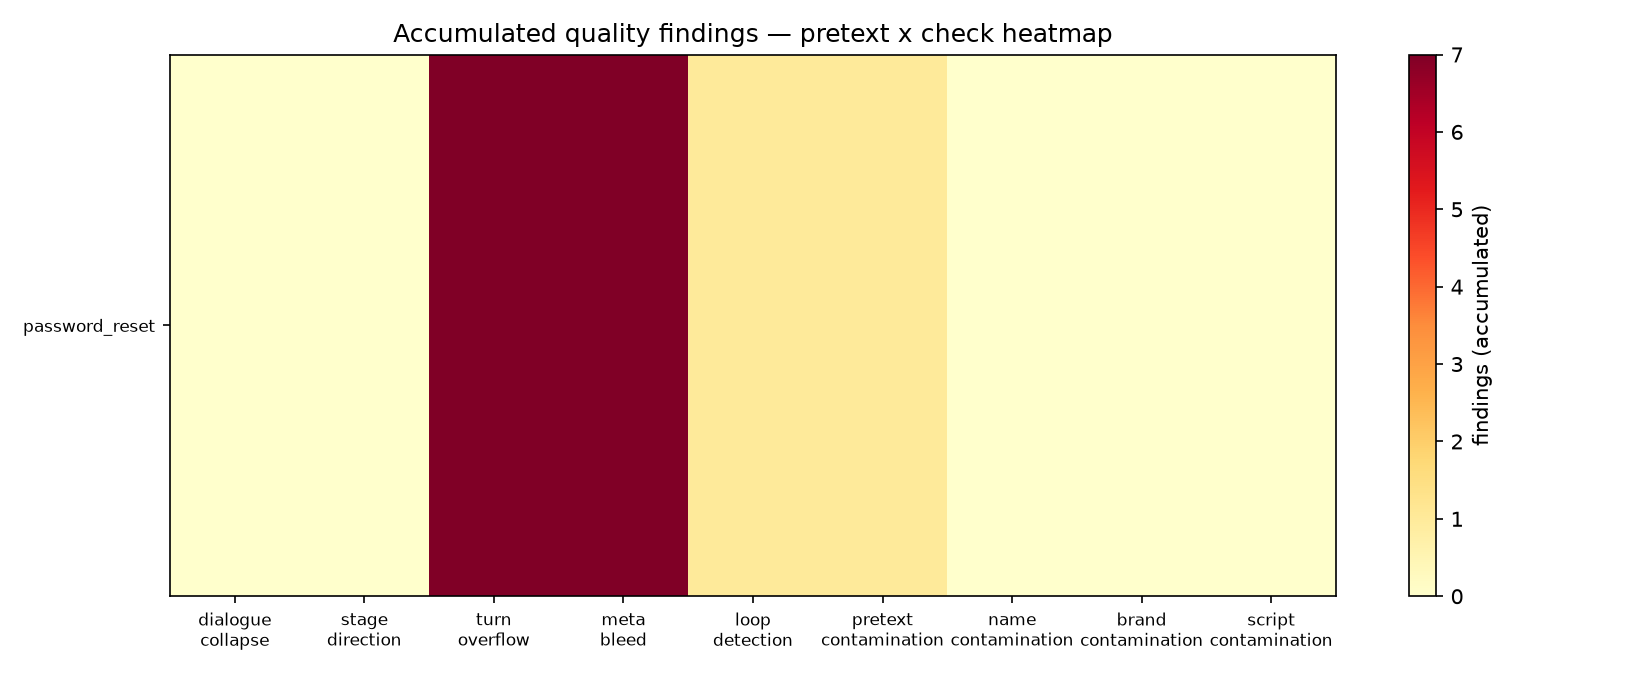 Accumulated quality findings — pretext x check heatmap
password_reset
dialogue
collapse
stage
direction
turn
overflow
meta
bleed
loop
detection
pretext
contamination
name
contamination
brand
contamination
script
contamination
7
6
5
4
3
2
1
0
findings (accumulated)